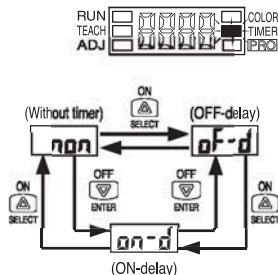 RUN COLOR
TEACH 8888 TIMER
ADJ PRO
ON
SELECT
(Without timer) (OFF-delay)
non oF-d
ON OFF OFF ON
SELECT ENTER ENTER SELECT
on-d
(ON-delay)